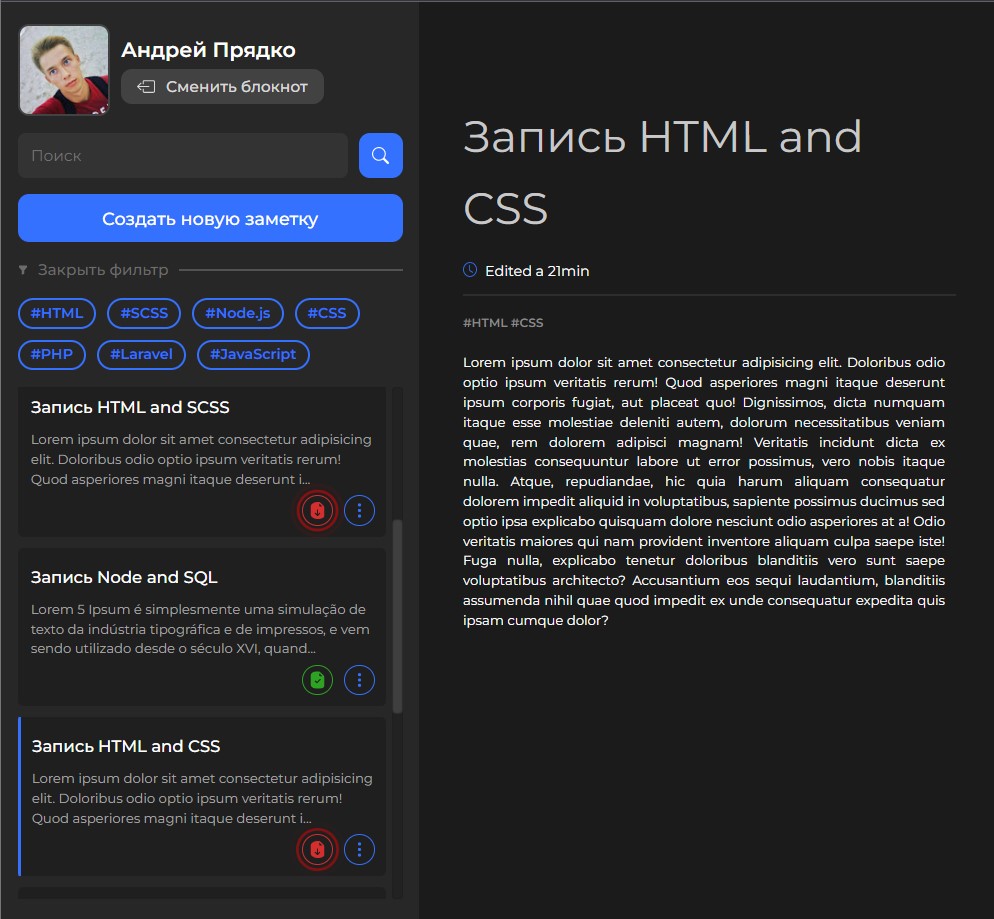 Андрей Прядко
Сменить блокнот
Поиск
Создать новую заметку
Закрыть фильтр
#HTML #SCSS #Node.js #CSS
#PHP #Laravel #JavaScript
Запись HTML and SCSS
Lorem ipsum dolor sit amet consectetur adipisicing
elit. Doloribus odio optio ipsum veritatis rerum!
Quod asperiores magni itaque deserunt i...
Запись Node and SQL
Lorem 5 Ipsum é simplesmente uma simulação de
texto da indústria tipográfica e de impressos, e vem
sendo utilizado desde o século XVI, quand...
Запись HTML and CSS
Lorem ipsum dolor sit amet consectetur adipisicing
elit. Doloribus odio optio ipsum veritatis rerum!
Quod asperiores magni itaque deserunt i...
Запись HTML and
CSS
Edited a 21min
#HTML #CSS
Lorem ipsum dolor sit amet consectetur adipisicing elit. Doloribus odio
optio ipsum veritatis rerum! Quod asperiores magni itaque deserunt
ipsum corporis fugiat, aut placeat quo! Dignissimos, dicta numquam
itaque esse molestiae deleniti autem, dolorum necessitatibus veniam
quae, rem dolorem adipisci magnam! Veritatis incidunt dicta ex
molestias consequuntur labore ut error possimus, vero nobis itaque
nulla. Atque, repudiandae, hic quia harum aliquam consequatur
dolorem impedit aliquid in voluptatibus, sapiente possimus ducimus sed
optio ipsa explicabo quisquam dolore nesciunt odio asperiores at a! Odio
veritatis maiores qui nam provident inventore aliquam culpa saepe iste!
Fuga nulla, explicabo tenetur doloribus blanditiis vero sunt saepe
voluptatibus architecto? Accusantium eos sequi laudantium, blanditiis
assumenda nihil quae quod impedit ex unde consequatur expedita quis
ipsam cumque dolor?